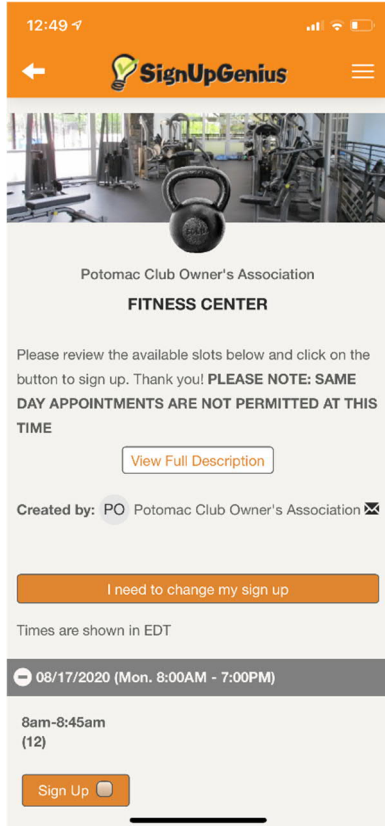 12:49
SignUpGenius
Potomac Club Owner's Association
FITNESS CENTER
Please review the available slots below and click on the
button to sign up. Thank you! PLEASE NOTE: SAME
DAY APPOINTMENTS ARE NOT PERMITTED AT THIS
TIME
View Full Description
Created by: PO Potomac Club Owner's Association
I need to change my sign up
Times are shown in EDT
08/17/2020 (Mon. 8:00AM - 7:00PM)
8am-8:45am
(12)
Sign Up